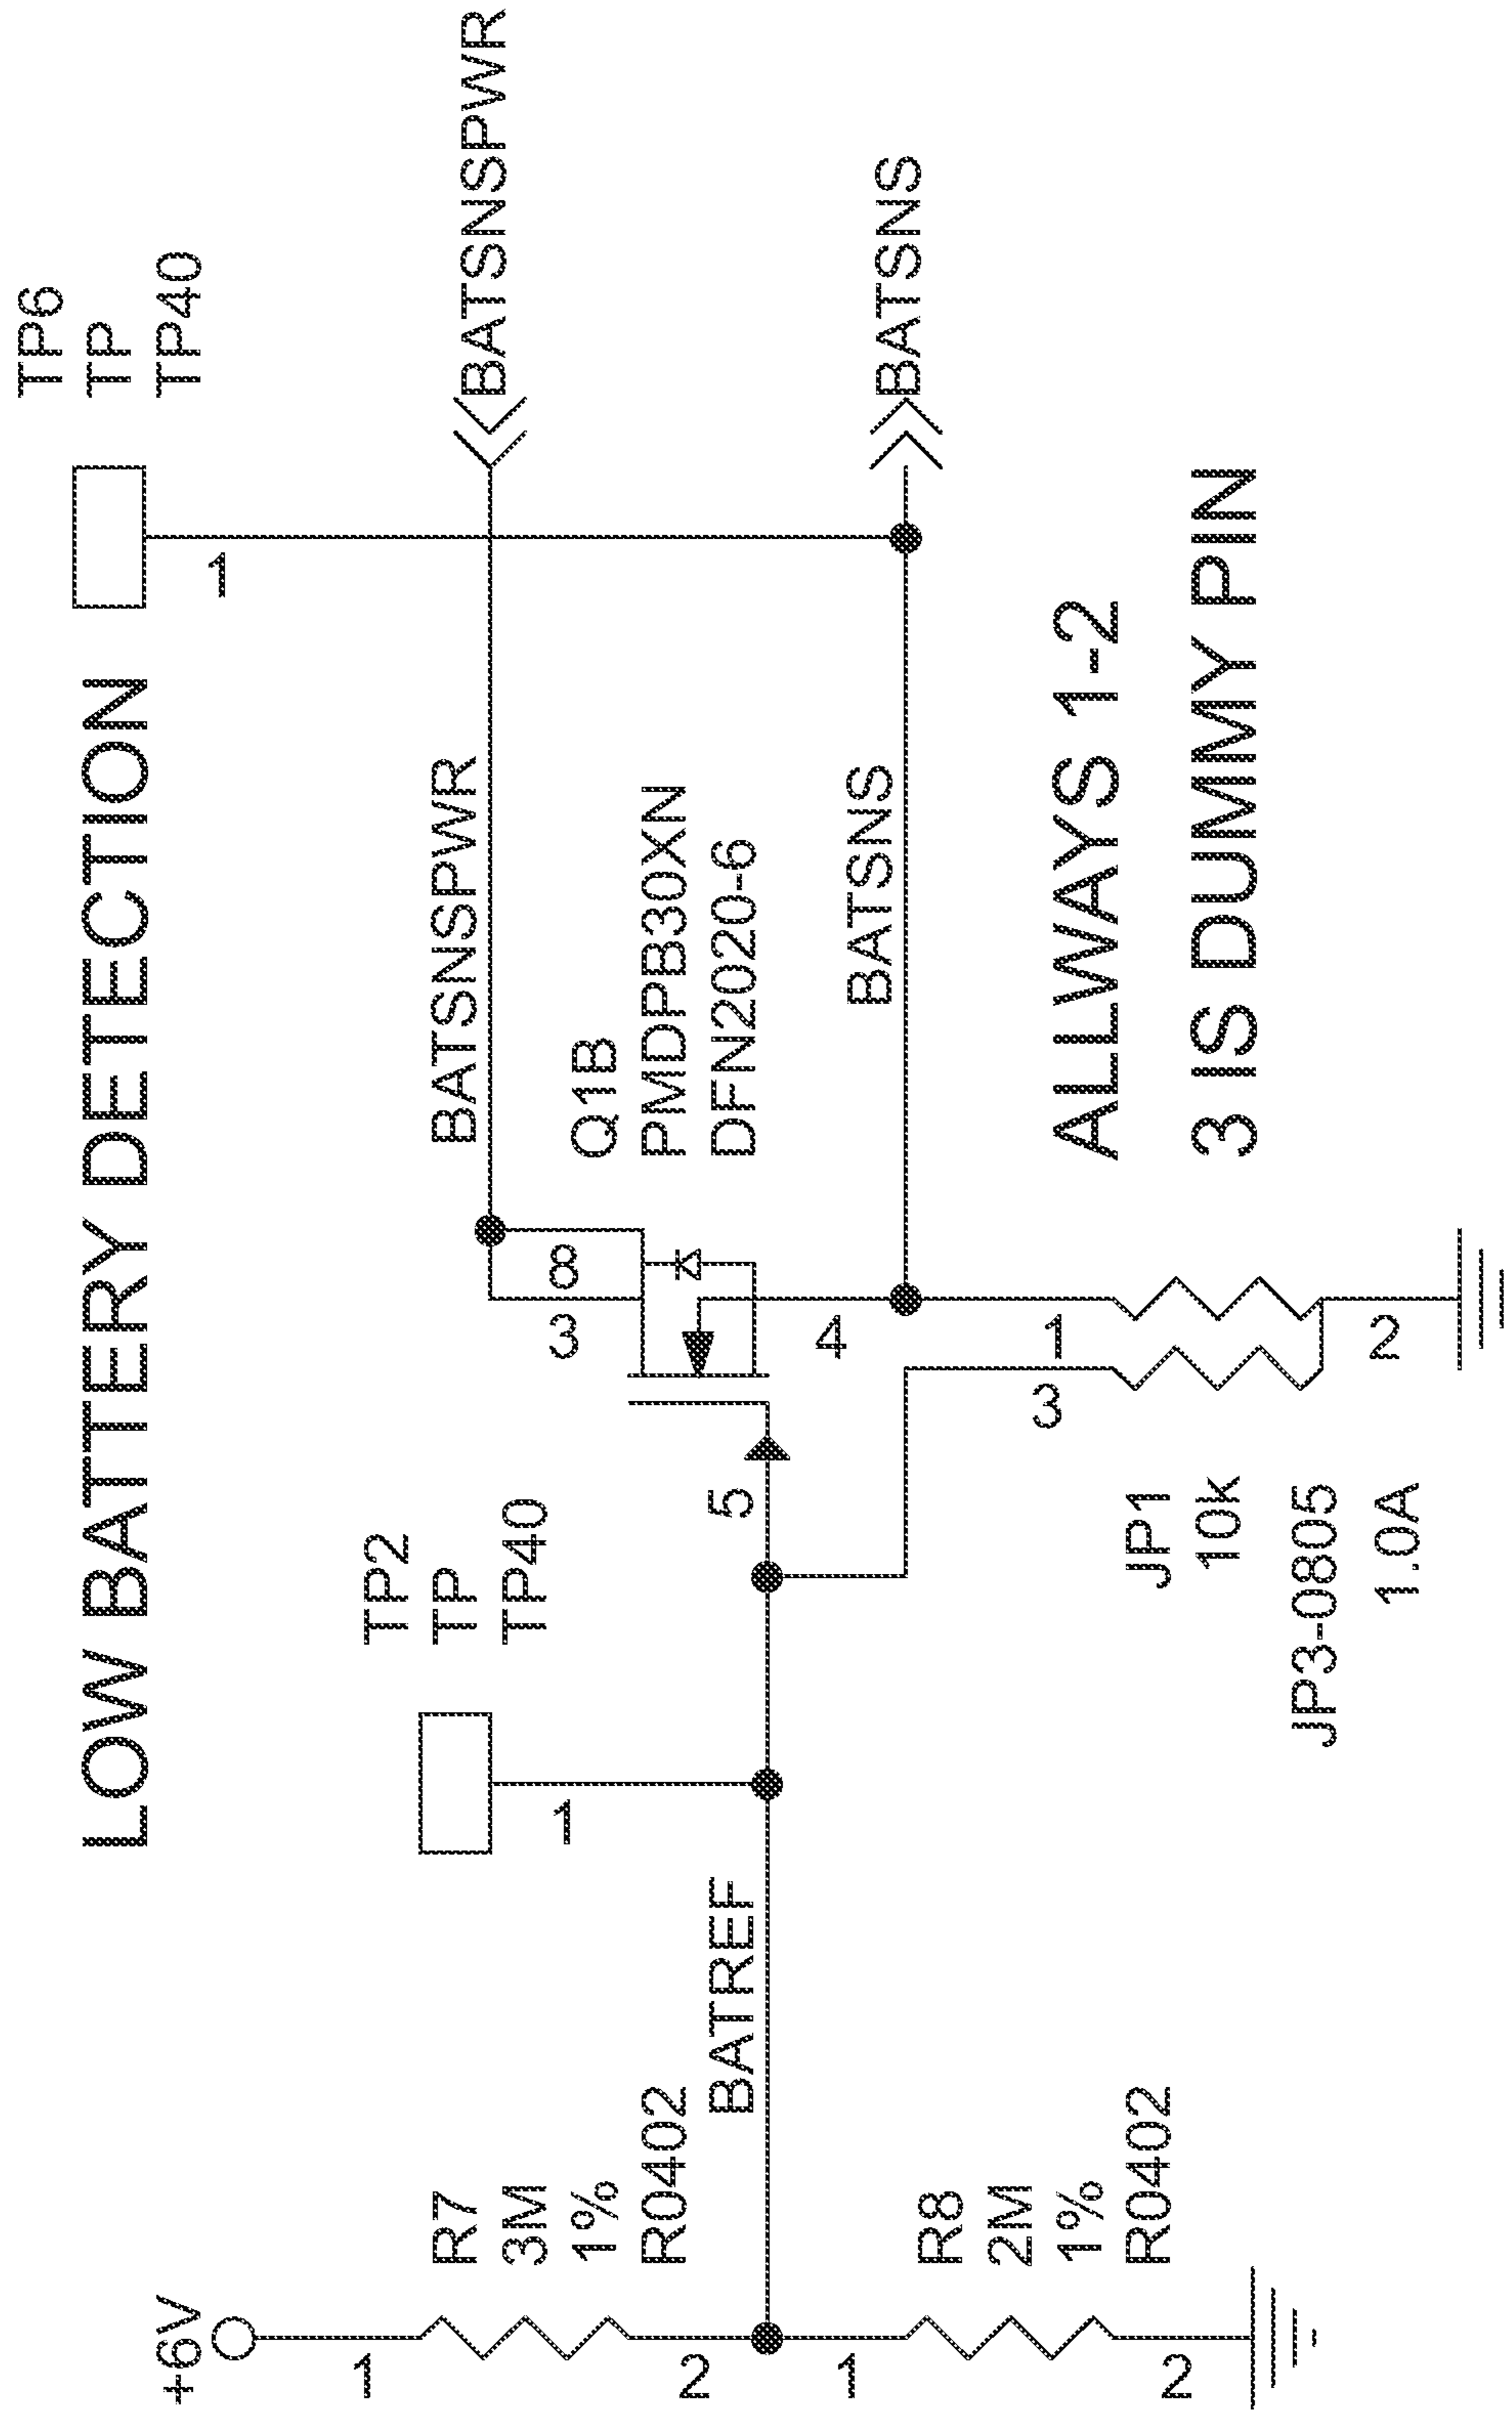 LOW BATTERY DETECTION
+6V
1
R7
3M
1%
R0402
2
BATREF
1
R8
2M
1%
R0402
2
TP2
TP
TP40
1
5
3
8
4
BATSNSPWR
Q1B
PMDPB30XN
DFN2020-6
BATSNS
TP6
TP
TP40
1
BATSNSPWR
BATSNS
JP1
10k
JP3-0805
1.0A
3
1
2
ALLWAYS 1-2
3 IS DUMMY PIN